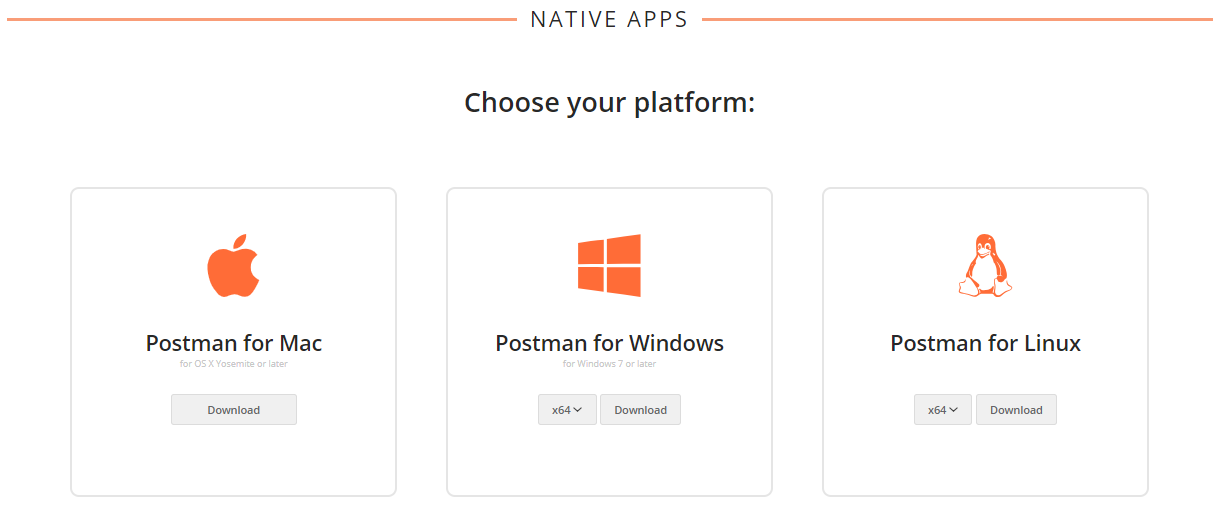 NATIVE APPS
Choose your platform:
Postman for Mac
for OS X Yosemite or later
Download
Postman for Windows
for Windows 7 or later
x64
Download
Postman for Linux
x64
Download